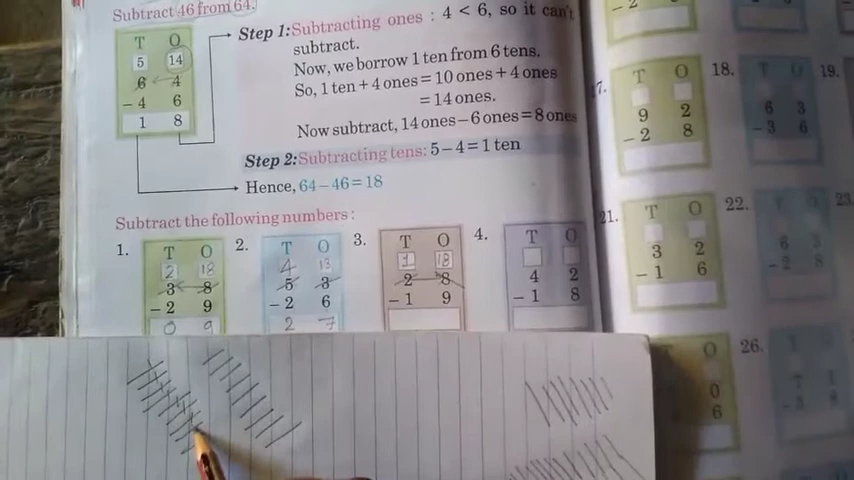 Subtract 46 from 64.
T O
5 14
6 4
- 4 6
1 8
Step 1: Subtracting ones : 4 < 6, so it can't
subtract.
Now, we borrow 1 ten from 6 tens.
So, 1 ten + 4 ones = 10 ones + 4 ones
= 14 ones.
Now subtract, 14 ones − 6 ones = 8 ones
Step 2: Subtracting tens: 5 − 4 = 1 ten
Hence, 64 − 46 = 18
Subtract the following numbers :
1.
T O
2 18
3 8
- 2 9
0 9
2.
T O
4 13
5 3
- 2 6
2 7
3.
T O
1 18
2 8
- 1 9
4.
T O
4 2
- 1 8
- 2
17.
T O
9 2
- 2 8
18.
T O
6 3
- 3 6
19.
21.
T O
3 2
- 1 6
22.
- 2 8
23.
O
0
6
26.